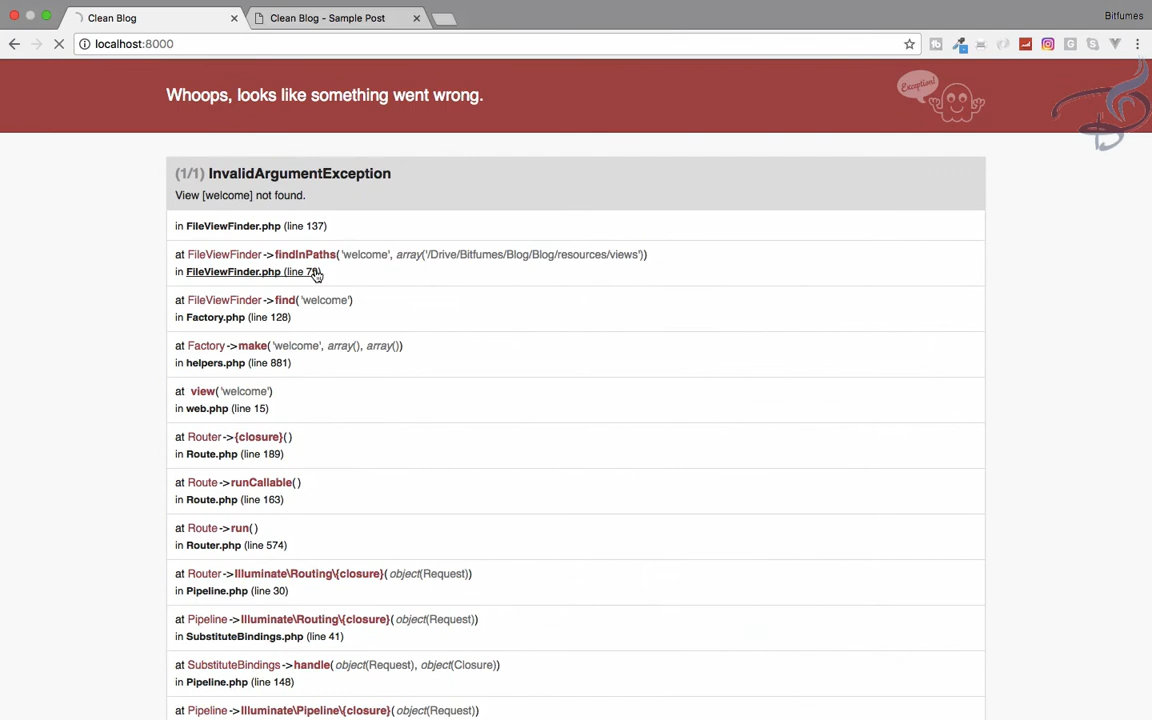 Clean Blog
Clean Blog - Sample Post
Bitfumes
localhost:8000
Whoops, looks like something went wrong.
Exception!
(1/1) InvalidArgumentException
View [welcome] not found.
in FileViewFinder.php (line 137)
at FileViewFinder->findInPaths('welcome', array('/Drive/Bitfumes/Blog/Blog/resources/views'))
in FileViewFinder.php (line
at FileViewFinder->find('welcome')
in Factory.php (line 128)
at Factory->make('welcome', array(), array())
in helpers.php (line 881)
at view('welcome')
in web.php (line 15)
at Router->{closure}()
in Route.php (line 189)
at Route->runCallable()
in Route.php (line 163)
at Route->run()
in Router.php (line 574)
at Router->Illuminate\Routing\{closure}(object(Request))
in Pipeline.php (line 30)
at Pipeline->Illuminate\Routing\{closure}(object(Request))
in SubstituteBindings.php (line 41)
at SubstituteBindings->handle(object(Request), object(Closure))
in Pipeline.php (line 148)
at Pipeline->Illuminate\Pipeline\{closure}(object(Request))